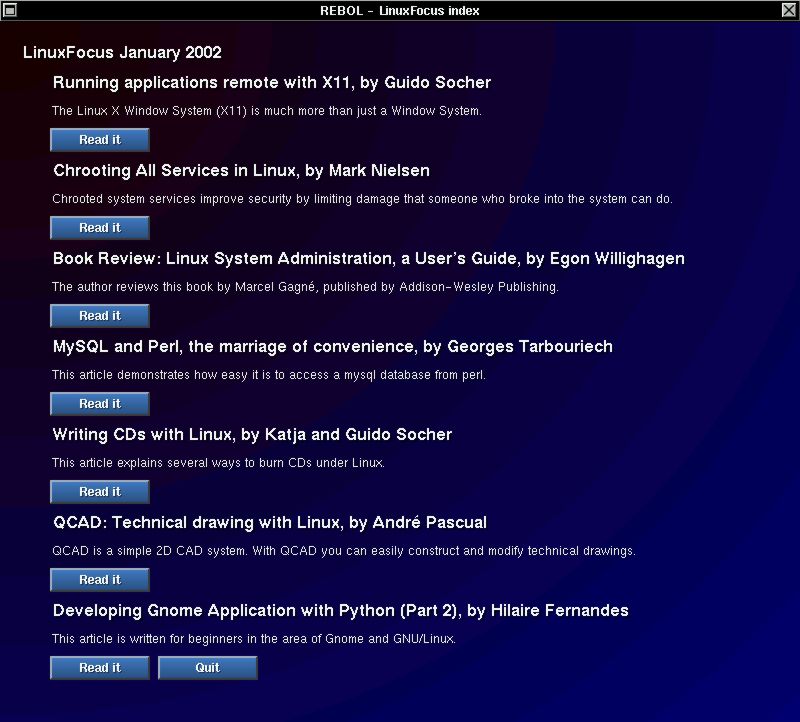 REBOL - LinuxFocus index
LinuxFocus January 2002
Running applications remote with X11, by Guido Socher
The Linux X Window System (X11) is much more than just a Window System.
Read it
Chrooting All Services in Linux, by Mark Nielsen
Chrooted system services improve security by limiting damage that someone who broke into the system can do.
Read it
Book Review: Linux System Administration, a User's Guide, by Egon Willighagen
The author reviews this book by Marcel Gagné, published by Addison-Wesley Publishing.
Read it
MySQL and Perl, the marriage of convenience, by Georges Tarbouriech
This article demonstrates how easy it is to access a mysql database from perl.
Read it
Writing CDs with Linux, by Katja and Guido Socher
This article explains several ways to burn CDs under Linux.
Read it
QCAD: Technical drawing with Linux, by André Pascual
QCAD is a simple 2D CAD system. With QCAD you can easily construct and modify technical drawings.
Read it
Developing Gnome Application with Python (Part 2), by Hilaire Fernandes
This article is written for beginners in the area of Gnome and GNU/Linux.
Read it Quit